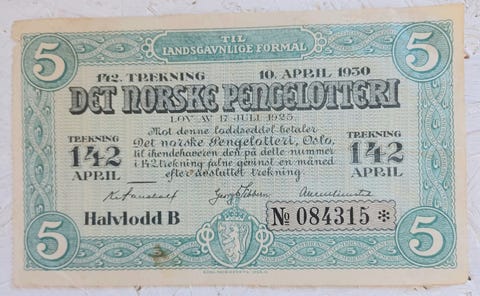 TIL
LANDSGAVNLIGE FORMAL
5 5
142. TREKNING 10. APRIL 1930
DET NORSKE PENGELOTTERI
LOV AV 17. JULI 1925.
TREKNING
142
APRIL
Mot denne loddseddel betaler
Det norske Pengelotteri, Oslo,
til ihendehaveren den på dette nummer
i 142. trekning falne gevinst en måned
efter avsluttet trekning.
TREKNING
142
APRIL
Halvlodd B
No 084315 *
5 5